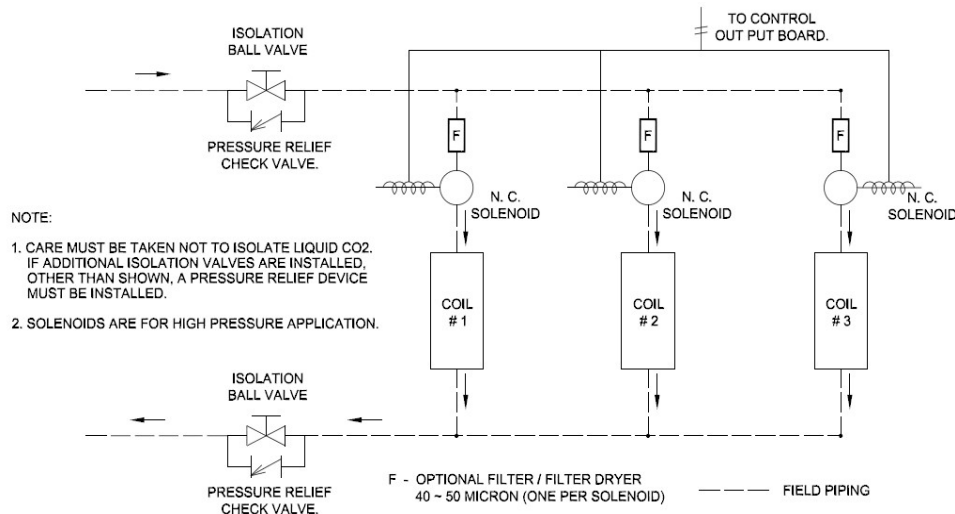 ISOLATION
BALL VALVE
TO CONTROL
OUT PUT BOARD.
PRESSURE RELIEF
CHECK VALVE.
F
F
F
N. C.
SOLENOID
N. C.
SOLENOID
N. C.
SOLENOID
NOTE:
1. CARE MUST BE TAKEN NOT TO ISOLATE LIQUID CO2.
IF ADDITIONAL ISOLATION VALVES ARE INSTALLED,
OTHER THAN SHOWN, A PRESSURE RELIEF DEVICE
MUST BE INSTALLED.
2. SOLENOIDS ARE FOR HIGH PRESSURE APPLICATION.
COIL
# 1
COIL
# 2
COIL
# 3
ISOLATION
BALL VALVE
PRESSURE RELIEF
CHECK VALVE.
F - OPTIONAL FILTER / FILTER DRYER
40 ~ 50 MICRON (ONE PER SOLENOID)
FIELD PIPING